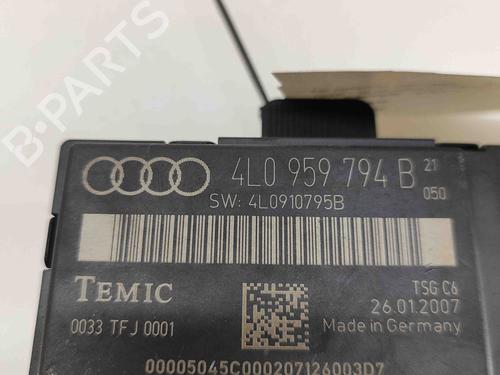 B-PARTS
4L0 959 794 B 21
050
SW: 4L0910795B
TEMIC
TSG C6
26.01.2007
0033 TFJ 0001
Made in Germany
00005045C000207126003D7